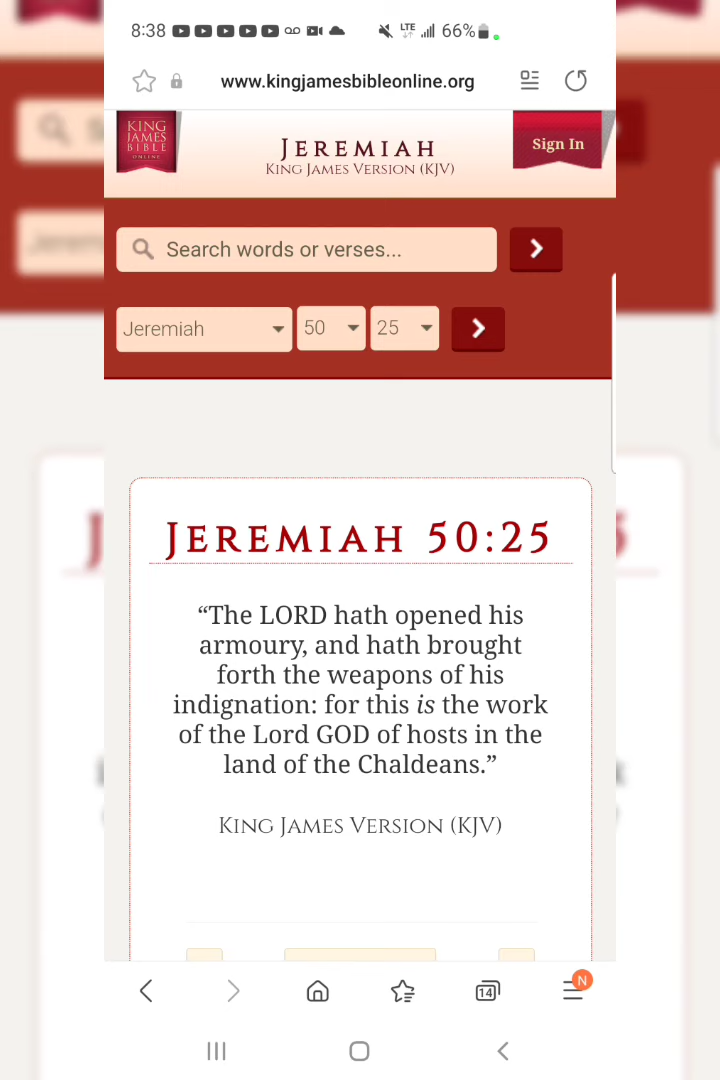 8:38 LTE 66%
www.kingjamesbibleonline.org
KING
JAMES
BIBLE
ONLINE
JEREMIAH
KING JAMES VERSION (KJV)
Sign In
Search words or verses...
Jeremiah 50 25
JEREMIAH 50:25
“The LORD hath opened his
armoury, and hath brought
forth the weapons of his
indignation: for this is the work
of the Lord GOD of hosts in the
land of the Chaldeans.”
KING JAMES VERSION (KJV)
14 N